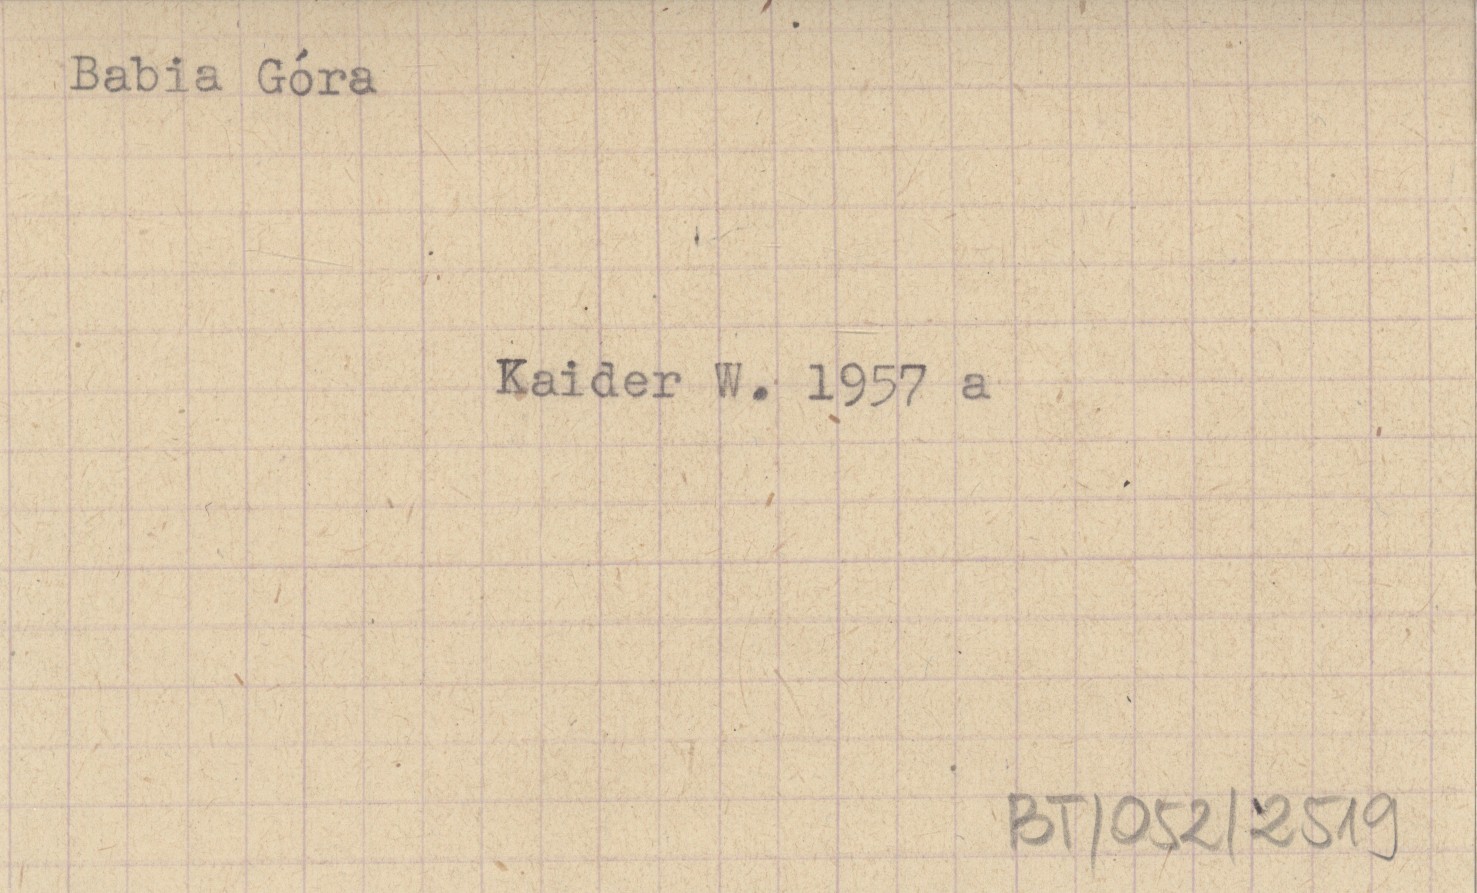 Babia Góra
Kaider W. 1957 a
BT/052/2519